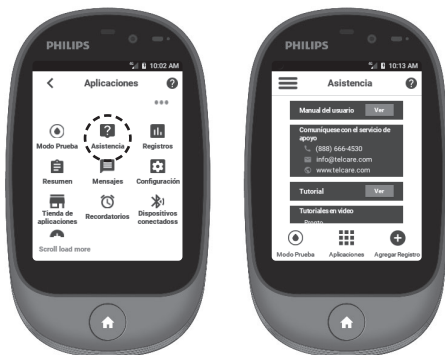 PHILIPS
10:02 AM
Aplicaciones
Modo Prueba
Asistencia
Registros
Resumen
Mensajes
Configuración
Tienda de
aplicaciones
Recordatorios
Dispositivos
conectadoss
Scroll load more
PHILIPS
10:13 AM
Asistencia
Manual del usuario
Ver
Comuníquese con el servicio de
apoyo
(888) 666-4530
info@telcare.com
www.telcare.com
Tutorial
Ver
Tutoriales en video
Pronto
Modo Prueba
Aplicaciones
Agregar Registro